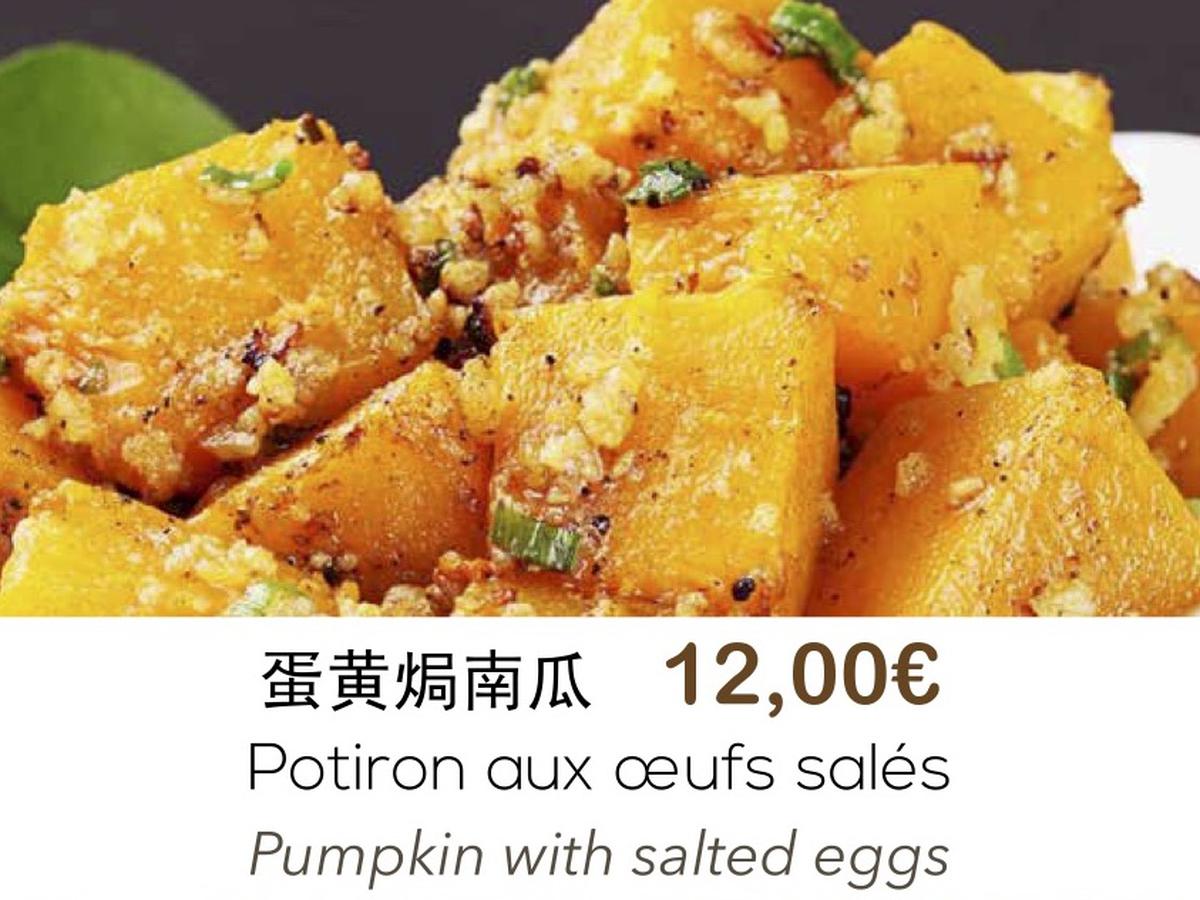 蛋黄焗南瓜 12,00€
Potiron aux œufs salés
Pumpkin with salted eggs